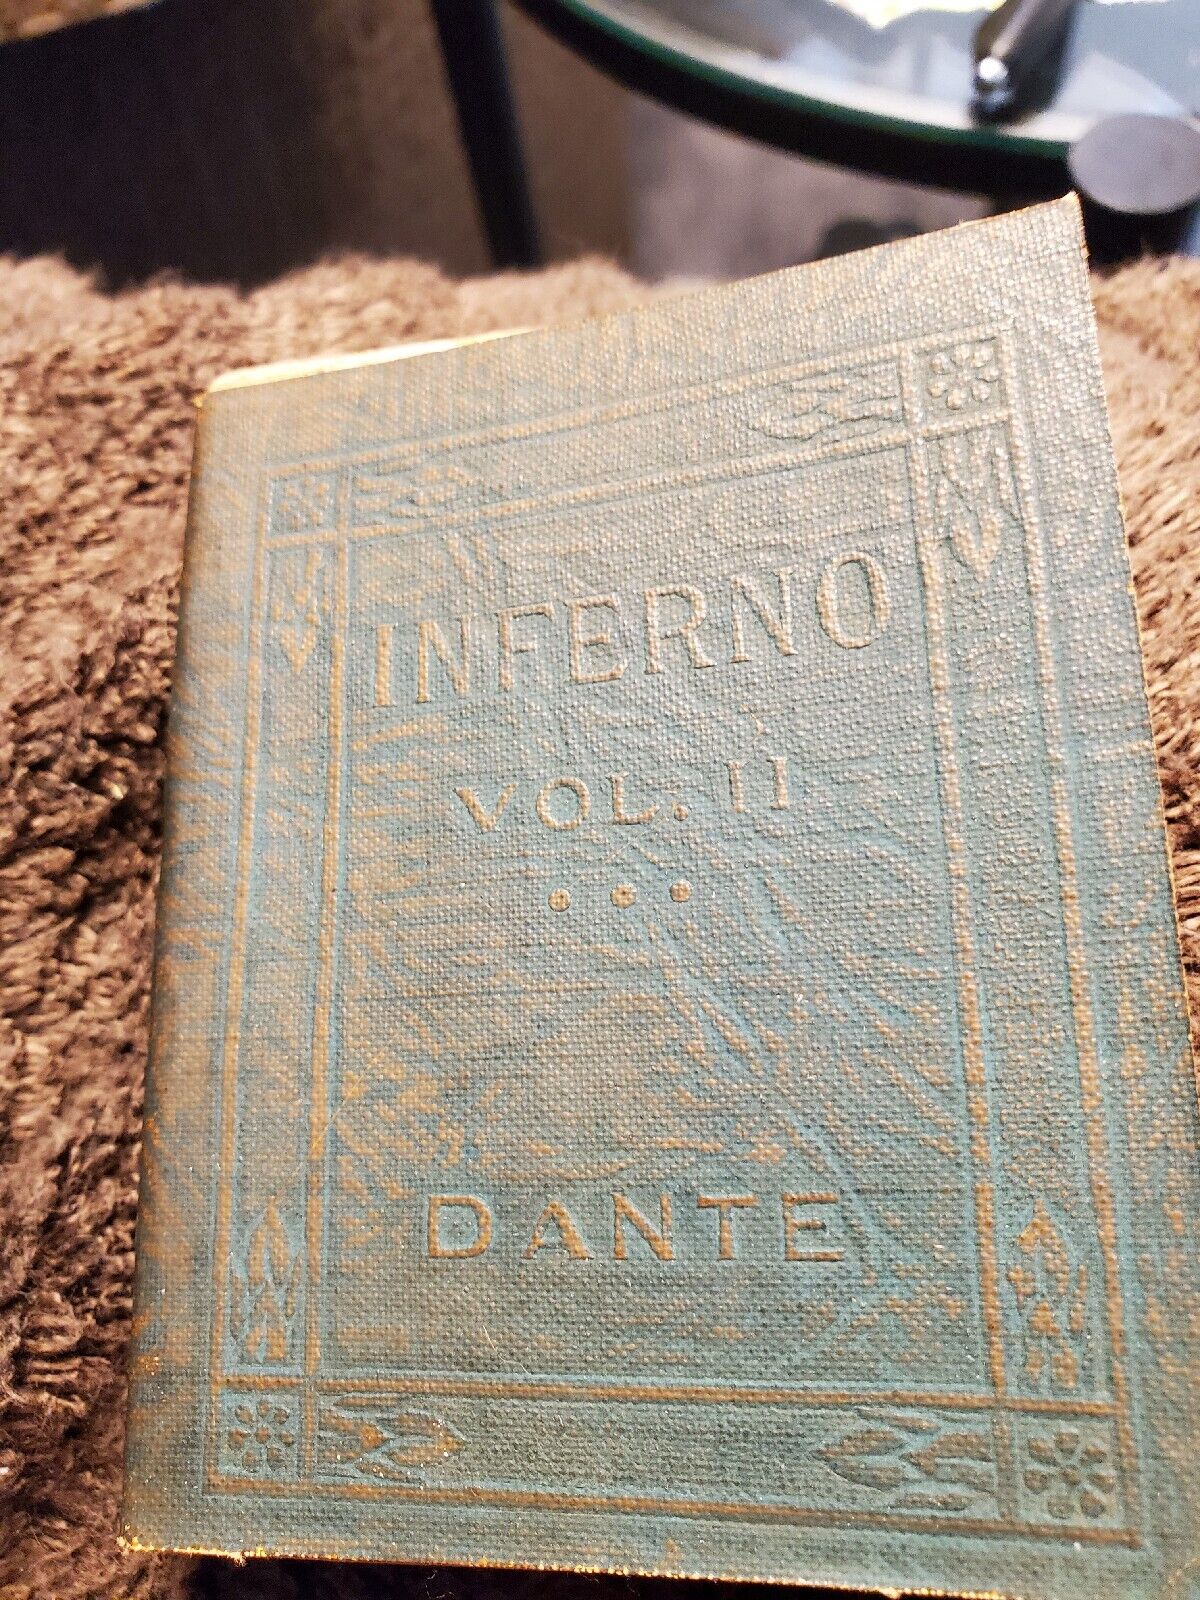 INFERNO
VOL. II
DANTE